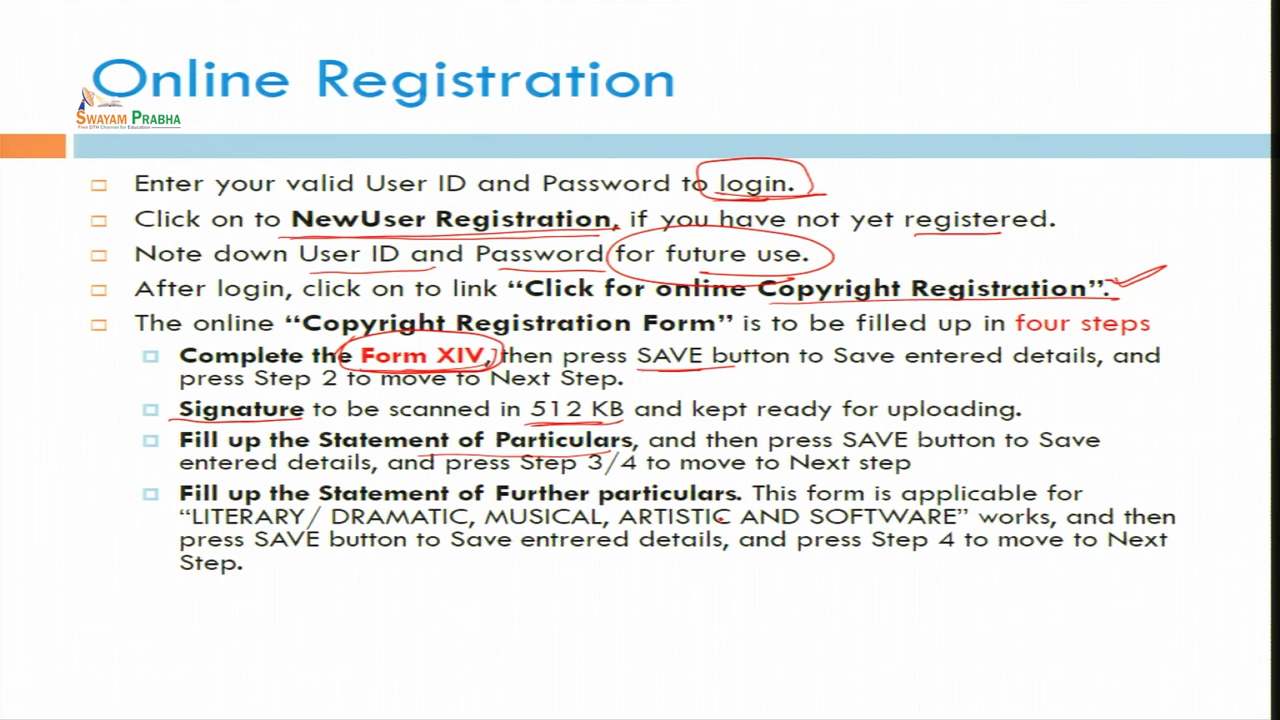 Online Registration
SWAYAM PRABHA
Free DTH Channel for Education
Enter your valid User ID and Password to login.
Click on to NewUser Registration, if you have not yet registered.
Note down User ID and Password for future use.
After login, click on to link “Click for online Copyright Registration”.
The online “Copyright Registration Form” is to be filled up in four steps
Complete the Form XIV, then press SAVE button to Save entered details, and
press Step 2 to move to Next Step.
Signature to be scanned in 512 KB and kept ready for uploading.
Fill up the Statement of Particulars, and then press SAVE button to Save
entered details, and press Step 3/4 to move to Next step
Fill up the Statement of Further particulars. This form is applicable for
“LITERARY/ DRAMATIC, MUSICAL, ARTISTIC AND SOFTWARE” works, and then
press SAVE button to Save entrered details, and press Step 4 to move to Next
Step.